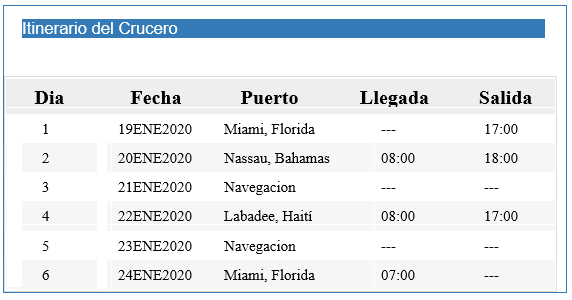 Itinerario del Crucero
Dia Fecha Puerto Llegada Salida
1 19ENE2020 Miami, Florida --- 17:00
2 20ENE2020 Nassau, Bahamas 08:00 18:00
3 21ENE2020 Navegacion --- ---
4 22ENE2020 Labadee, Haití 08:00 17:00
5 23ENE2020 Navegacion --- ---
6 24ENE2020 Miami, Florida 07:00 ---